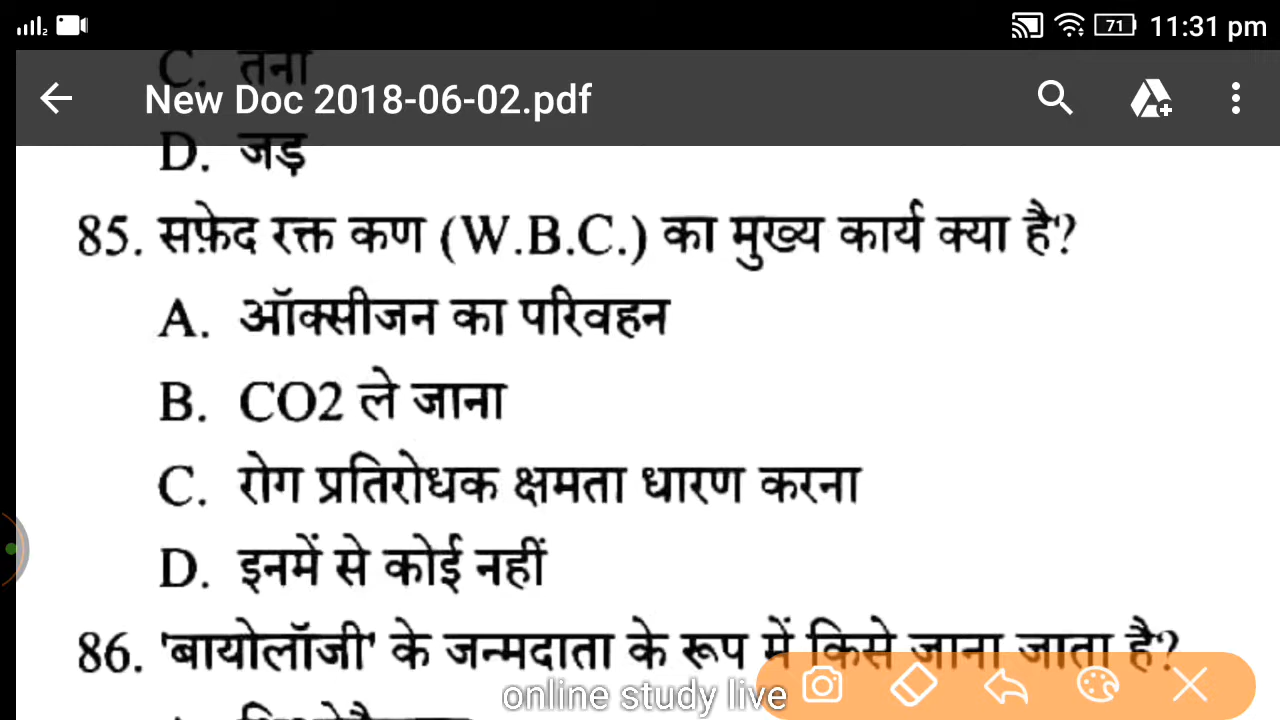 71 11:31 pm
C. तना
New Doc 2018-06-02.pdf
D. जड़
85. सफ़ेद रक्त कण (W.B.C.) का मुख्य कार्य क्या है'?
A. ऑक्सीजन का परिवहन
B. CO2 ले जाना
C. रोग प्रतिरोधक क्षमता धारण करना
D. इनमें से कोई नहीं
86. 'बायोलॉजी' के जन्मदाता के रूप में किसे जाना जाता है?
online study live